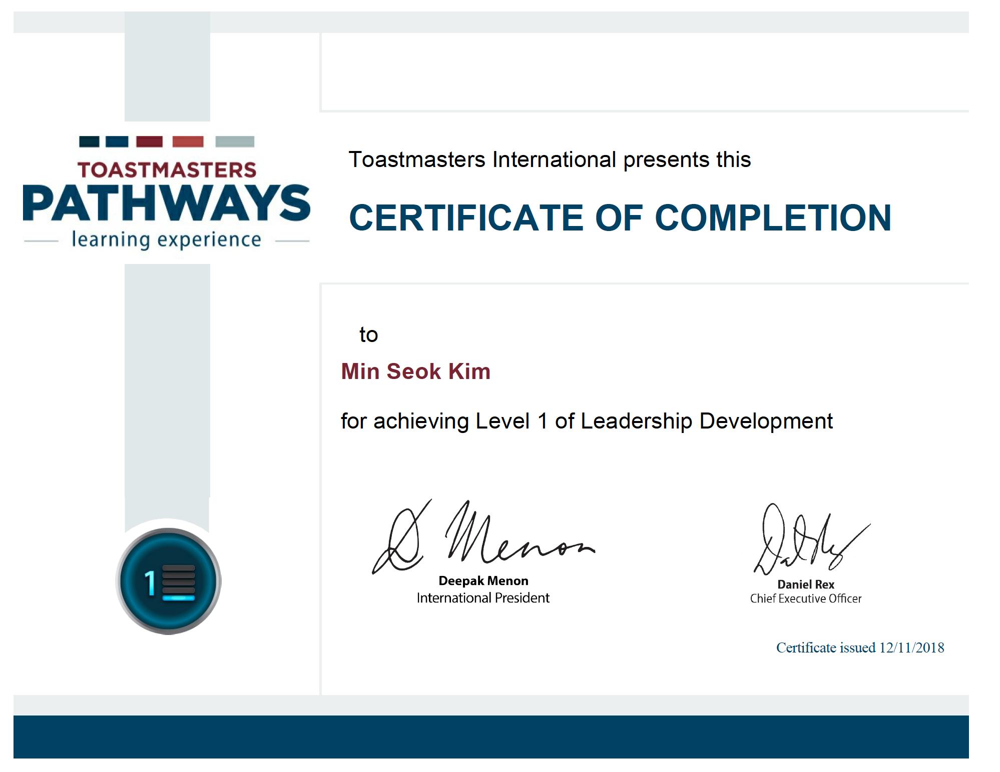 TOASTMASTERS
PATHWAYS
learning experience
Toastmasters International presents this
CERTIFICATE OF COMPLETION
to
Min Seok Kim
for achieving Level 1 of Leadership Development
D Menon
Deepak Menon
International President
Daniel Rex
Chief Executive Officer
Certificate issued 12/11/2018
1